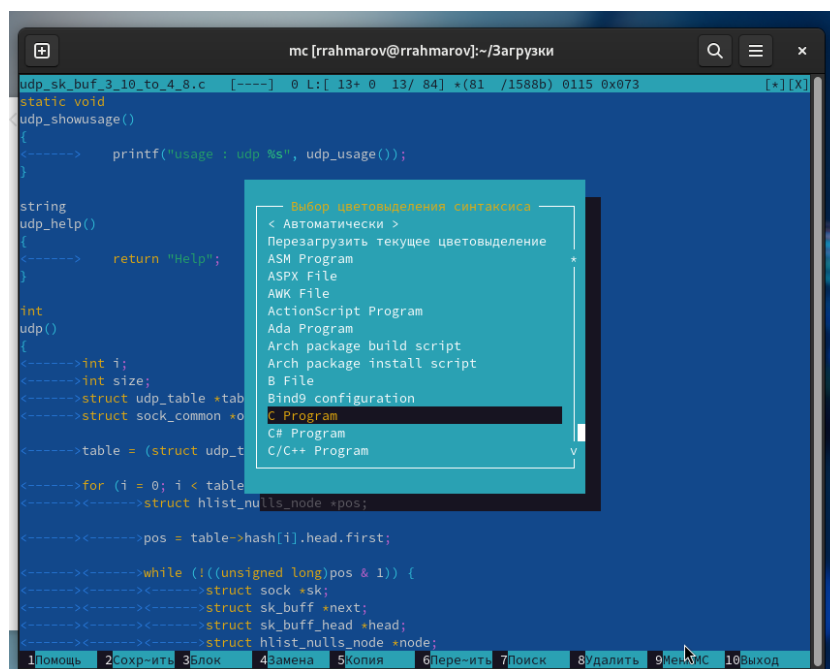 mc [rrahmarov@rrahmarov]:~/Загрузки
udp_sk_buf_3_10_to_4_8.c [----] 0 L:[ 13+ 0 13/ 84] *(81 /1588b) 0115 0x073 [*][X]
static void
udp_showusage()
{
<------> printf("usage : udp %s", udp_usage());
}
string
udp_help()
{
<------> return "Help";
}
int
udp()
{
<------>int i;
<------>int size;
<------>struct udp_table *tab
<------>struct sock_common *o
<------>table = (struct udp_t
<------>for (i = 0; i < table
<------><------>struct hlist_nulls_node *pos;
<------><------>pos = table->hash[i].head.first;
<------><------>while (!((unsigned long)pos & 1)) {
<------><------><------>struct sock *sk;
<------><------><------>struct sk_buff *next;
<------><------><------>struct sk_buff_head *head;
<------><------><------>struct hlist_nulls_node *node;
Выбор цветовыделения синтаксиса
< Автоматически >
Перезагрузить текущее цветовыделение
ASM Program
ASPX File
AWK File
ActionScript Program
Ada Program
Arch package build script
Arch package install script
B File
Bind9 configuration
C Program
C# Program
C/C++ Program
1Помощь 2Сохр~ить 3Блок 4Замена 5Копия 6Пере~ить 7Поиск 8Удалить 9МенюMC 10Выход